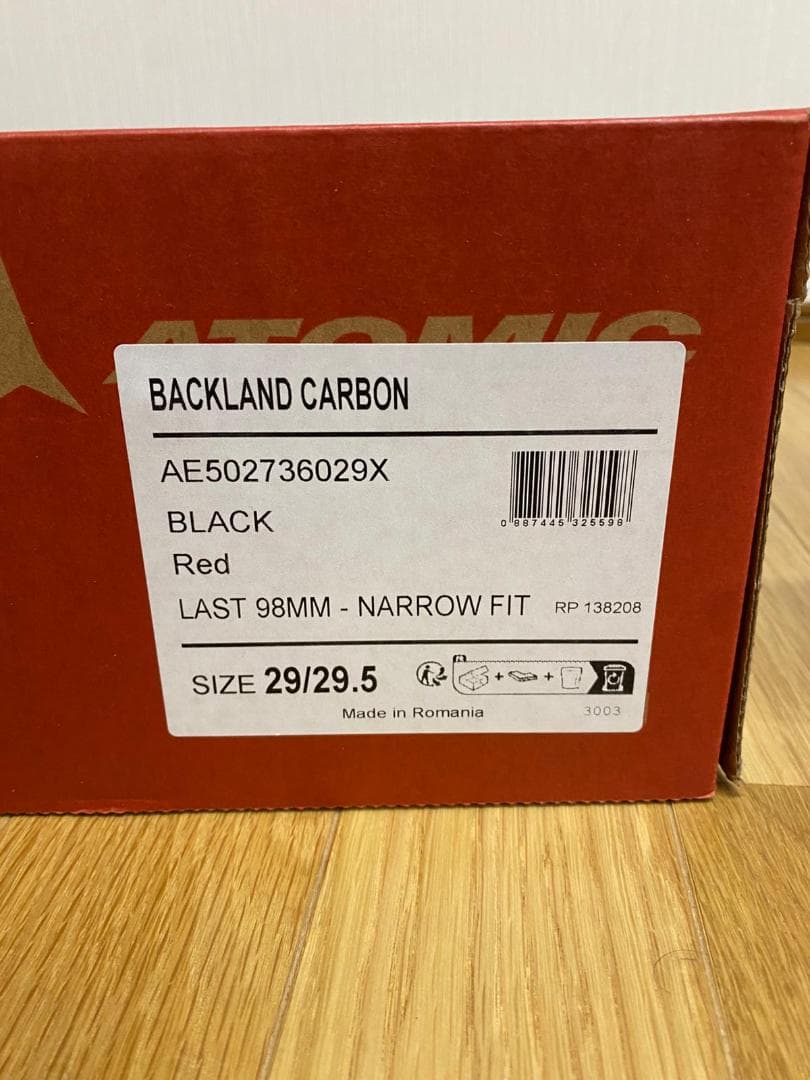 ATOMIC
BACKLAND CARBON
AE502736029X
BLACK
0 887445 325598
Red
LAST 98MM - NARROW FIT RP 138208
SIZE 29/29.5
FR
Made in Romania 3003